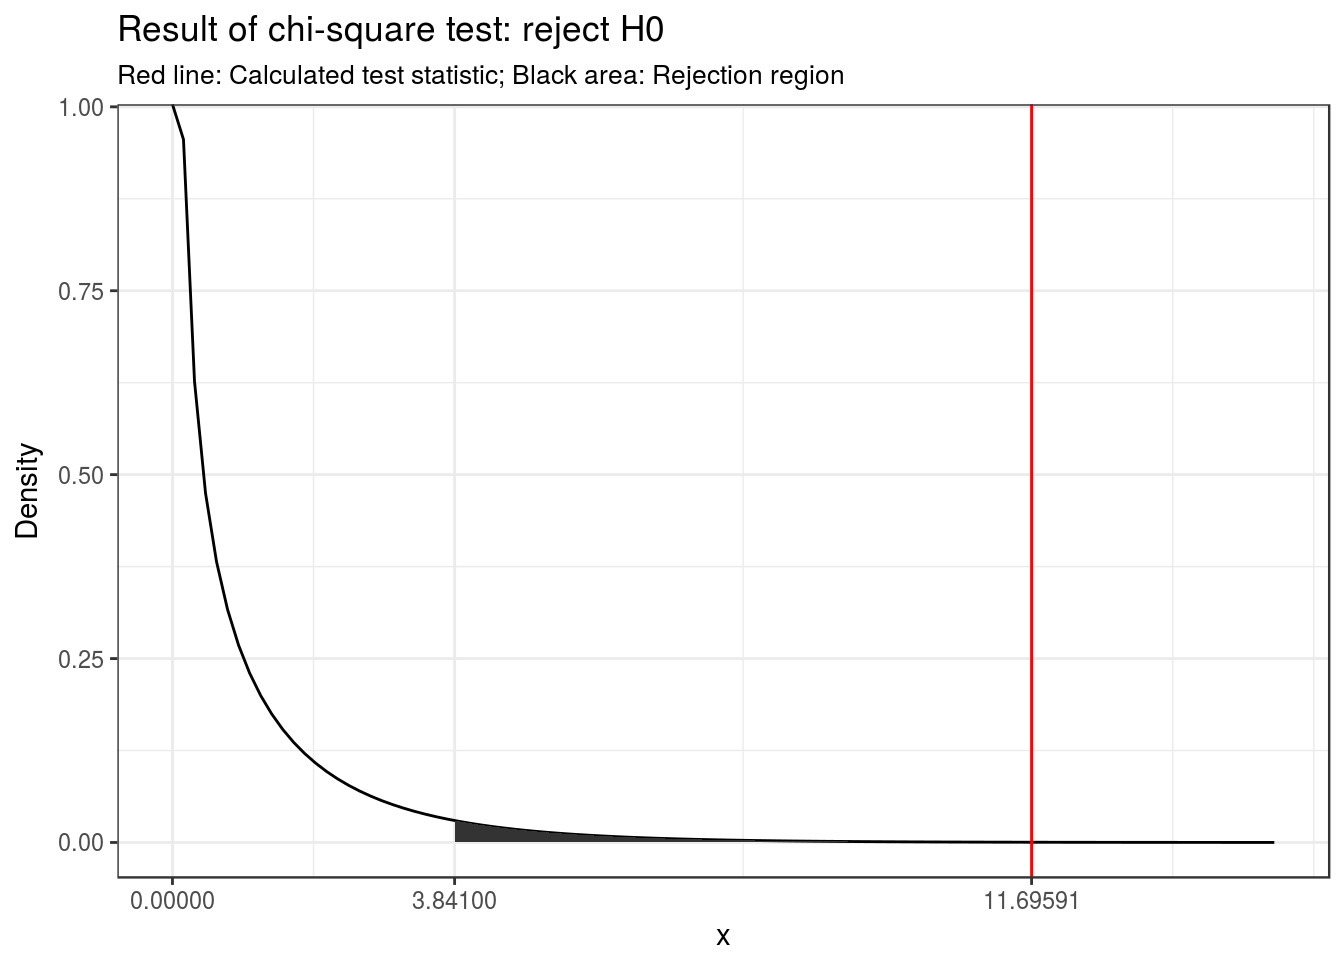 Result of chi-square test: reject H0
Red line: Calculated test statistic; Black area: Rejection region
1.00
0.75
0.50
0.25
0.00
Density
0.00000 3.84100 11.69591
x